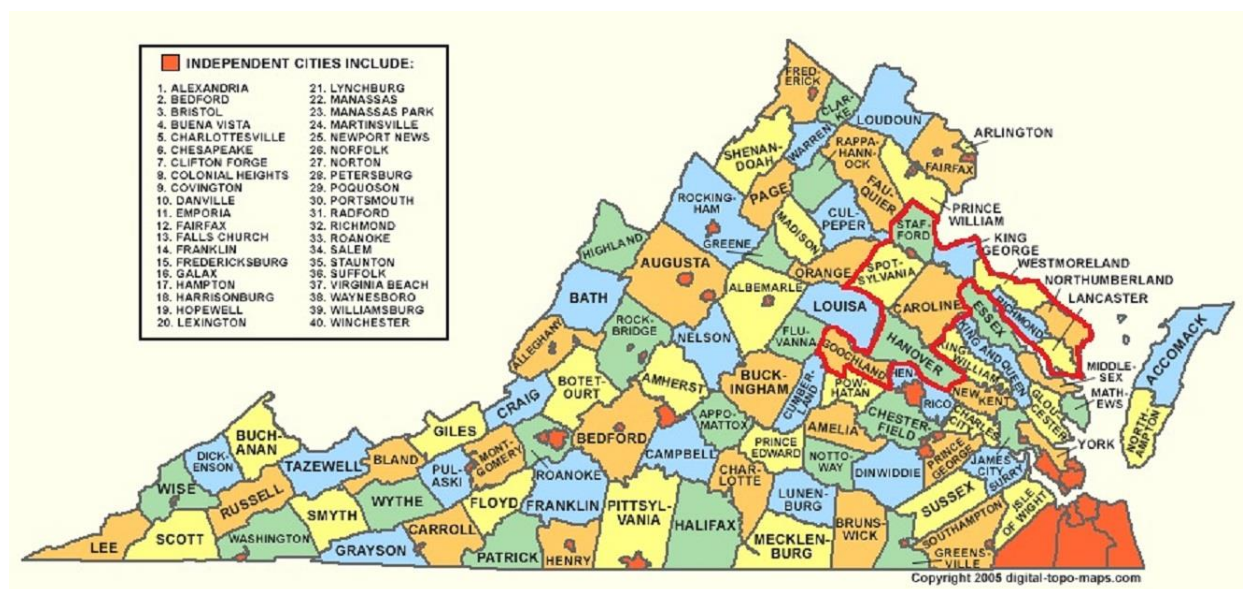 INDEPENDENT CITIES INCLUDE:
1. ALEXANDRIA
2. BEDFORD
3. BRISTOL
4. BUENA VISTA
5. CHARLOTTESVILLE
6. CHESAPEAKE
7. CLIFTON FORGE
8. COLONIAL HEIGHTS
9. COVINGTON
10. DANVILLE
11. EMPORIA
12. FAIRFAX
13. FALLS CHURCH
14. FRANKLIN
15. FREDERICKSBURG
16. GALAX
17. HAMPTON
18. HARRISONBURG
19. HOPEWELL
20. LEXINGTON
21. LYNCHBURG
22. MANASSAS
23. MANASSAS PARK
24. MARTINSVILLE
25. NEWPORT NEWS
26. NORFOLK
27. NORTON
28. PETERSBURG
29. POQUOSON
30. PORTSMOUTH
31. RADFORD
32. RICHMOND
33. ROANOKE
34. SALEM
35. STAUNTON
36. SUFFOLK
37. VIRGINIA BEACH
38. WAYNESBORO
39. WILLIAMSBURG
40. WINCHESTER
FRED-
ERICK
CLAR-
KE
LOUDOUN
ARLINGTON
WARREN
SHENAN-
DOAH
RAPPA-
HANN-
OCK
FAIRFAX
PAGE
FAU-
QUIER
ROCKING-
HAM
PRINCE
WILLIAM
CUL-
PEPER
MADISON
STAF-
FORD
HIGHLAND
GREENE
KING
GEORGE
AUGUSTA
ORANGE
SPOT-
SYLVANIA
WESTMORELAND
NORTHUMBERLAND
LANCASTER
BATH
ALBEMARLE
LOUISA
CAROLINE
ESSEX
RICHMOND
ROCK-
BRIDGE
NELSON
FLU-
VANNA
HANOVER
KING AND QUEEN
KING
WILLIAM
ACCOMACK
ALLEGHANY
GOOCHLAND
HEN-
RICO
MIDDLE-
SEX
BUCK-
INGHAM
CUMBER-
LAND
POW-
HATAN
NEW
KENT
GLOU-
CESTER
MATH-
EWS
BOTET-
OURT
AMHERST
CRAIG
APPO-
MATTOX
CHESTER-
FIELD
CHARLES
CITY
NORTH-
AMPTON
YORK
GILES
BUCH-
ANAN
BEDFORD
AMELIA
PRINCE
EDWARD
NOTTO-
WAY
PRINCE
GEORGE
JAMES
CITY
SURRY
DICK-
ENSON
TAZEWELL
BLAND
MONT-
GOMERY
PUL-
ASKI
ROANOKE
CAMPBELL
CHAR-
LOTTE
DINWIDDIE
WISE
RUSSELL
WYTHE
FLOYD
FRANKLIN
PITTSYL-
VANIA
LUNEN-
BURG
SUSSEX
ISLE
OF WIGHT
SMYTH
CARROLL
HALIFAX
BRUNS-
WICK
SOUTHAMPTON
LEE
SCOTT
WASHINGTON
GRAYSON
PATRICK
HENRY
MECKLEN-
BURG
GREENS-
VILLE
Copyright 2005 digital-topo-maps.com